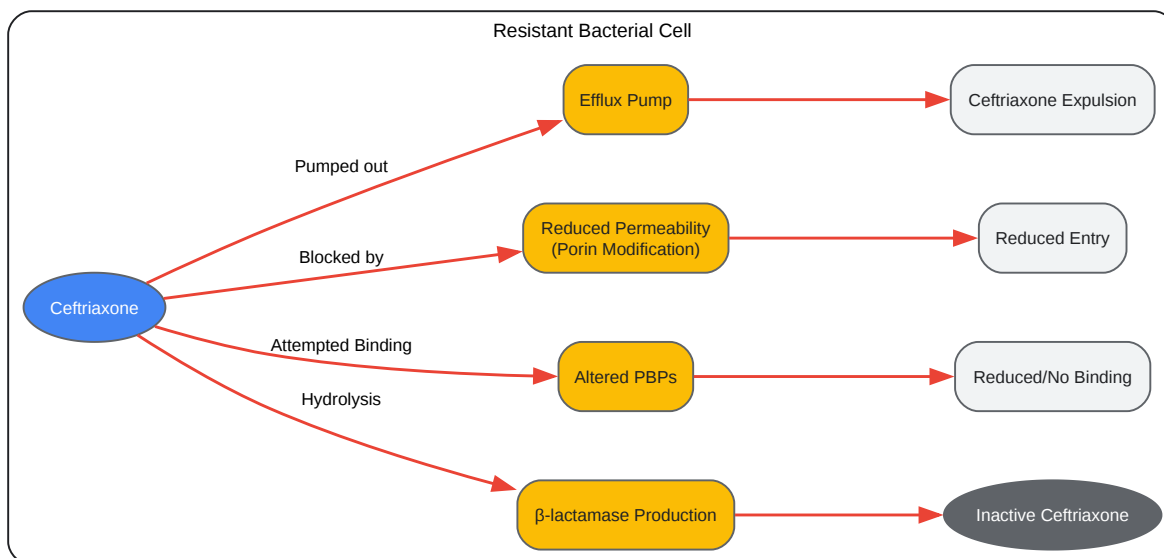 Resistant Bacterial Cell
Efflux Pump
Ceftriaxone Expulsion
Pumped out
Reduced Permeability
(Porin Modification)
Reduced Entry
Blocked by
Ceftriaxone
Attempted Binding
Altered PBPs
Reduced/No Binding
Hydrolysis
β-lactamase Production
Inactive Ceftriaxone